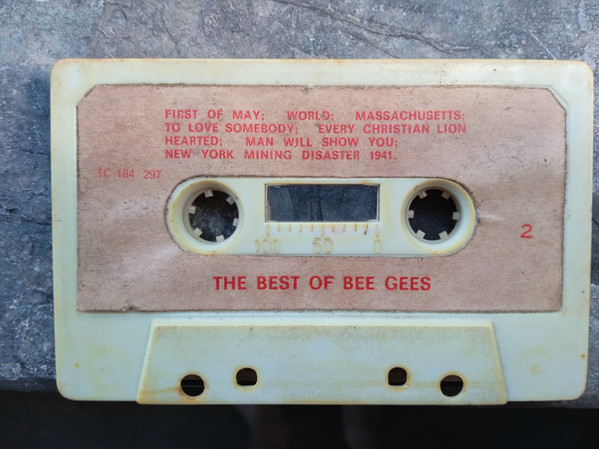 FIRST OF MAY; WORLD; MASSACHUSETTS;
TO LOVE SOMEBODY; EVERY CHRISTIAN LION
HEARTED; MAN WILL SHOW YOU;
NEW YORK MINING DISASTER 1941.
TC 184 297
100 50 0
2
THE BEST OF BEE GEES